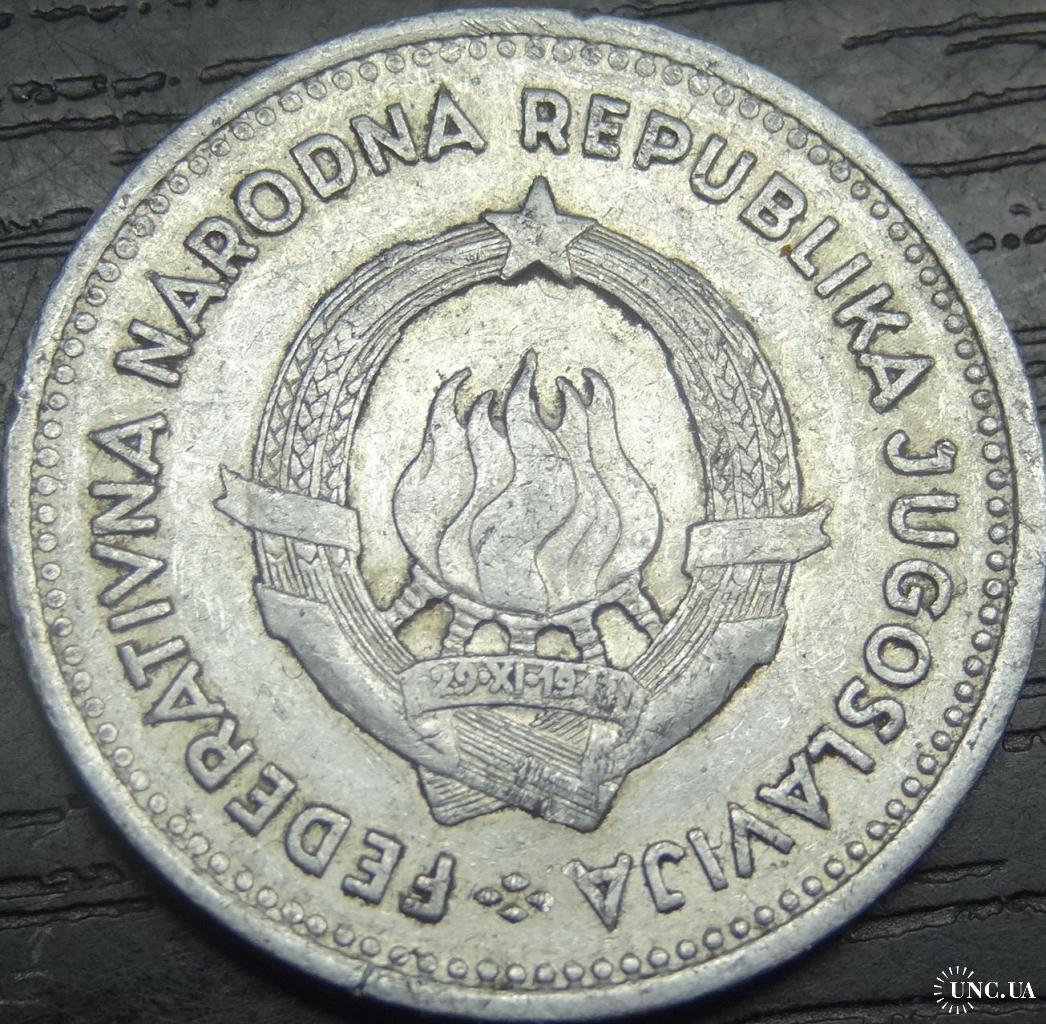 FEDERATIVNA NARODNA REPUBLIKA JUGOSLAVIJA
29·XI·1943
UNC.UA